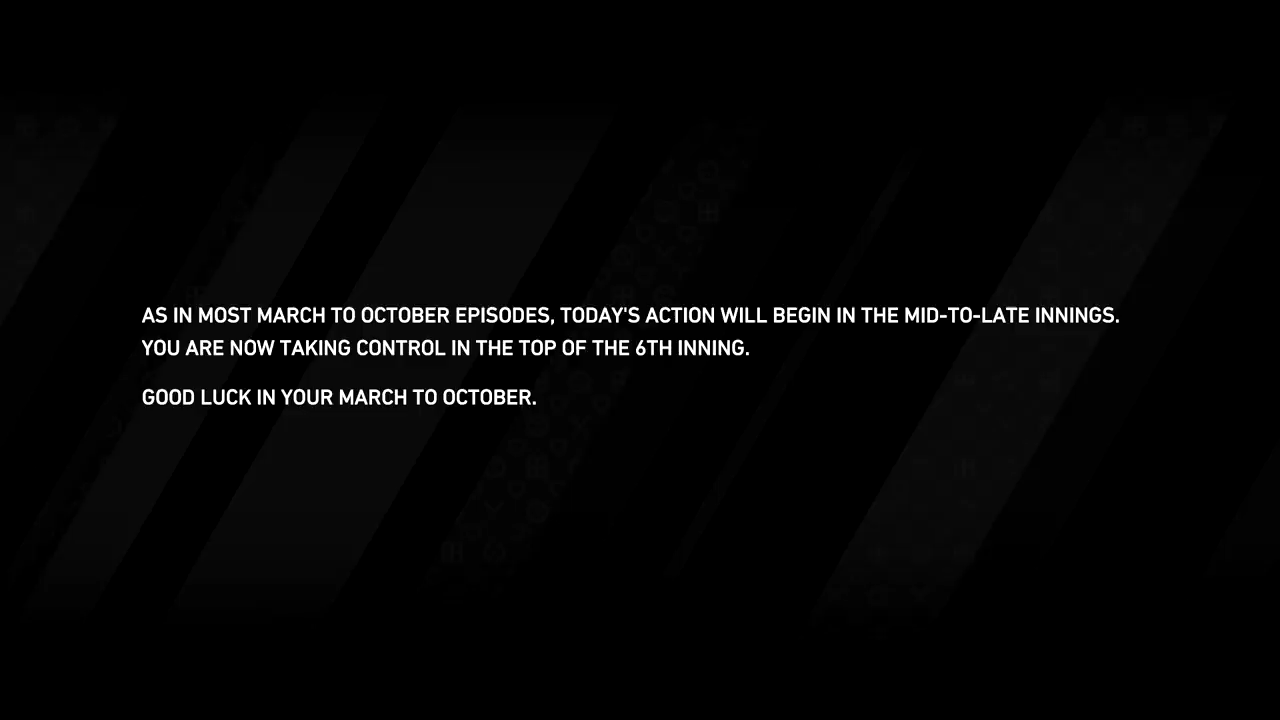 AS IN MOST MARCH TO OCTOBER EPISODES, TODAY'S ACTION WILL BEGIN IN THE MID-TO-LATE INNINGS.
YOU ARE NOW TAKING CONTROL IN THE TOP OF THE 6TH INNING.
GOOD LUCK IN YOUR MARCH TO OCTOBER.